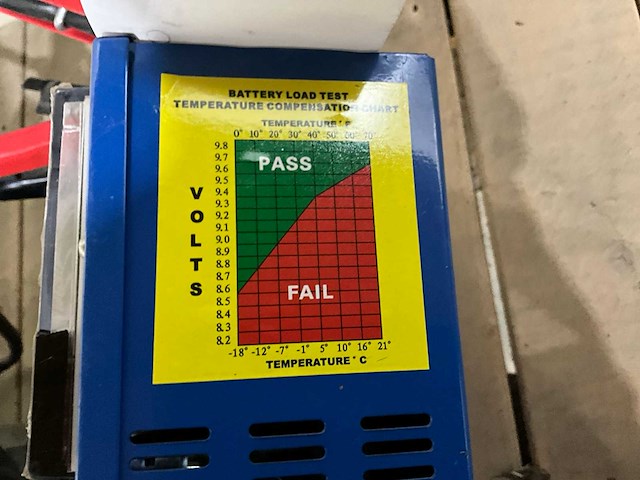 BATTERY LOAD TEST
TEMPERATURE COMPENSATION CHART
TEMPERATURE ° F
0° 10° 20° 30° 40° 50° 60° 70°
PASS
FAIL
VOLTS
9.8
9.7
9.6
9.5
9.4
9.3
9.2
9.1
9.0
8.9
8.8
8.7
8.6
8.5
8.4
8.3
8.2
-18° -12° -7° -1° 5° 10° 16° 21°
TEMPERATURE ° C